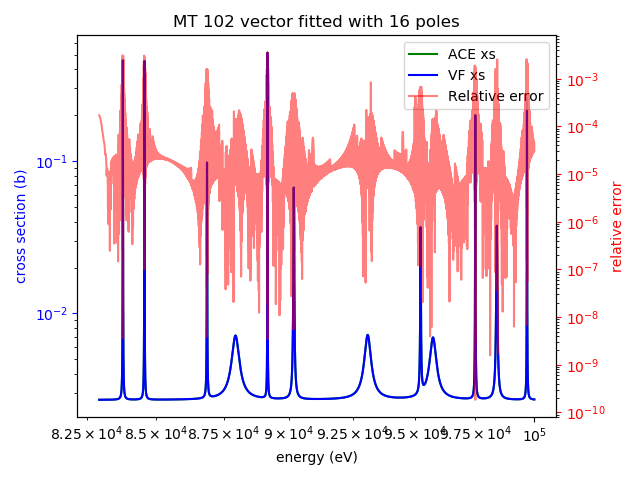 MT 102 vector fitted with 16 poles
ACE xs
VF xs
Relative error
cross section (b)
10⁻¹
10⁻²
10⁻³
10⁻⁴
10⁻⁵
10⁻⁶
10⁻⁷
10⁻⁸
10⁻⁹
10⁻¹⁰
relative error
8.25 × 10⁴ 8.5 × 10⁴ 8.75 × 10⁴ 9 × 10⁴ 9.25 × 10⁴ 9.5 × 10⁴ 9.75 × 10⁴ 10⁵
energy (eV)